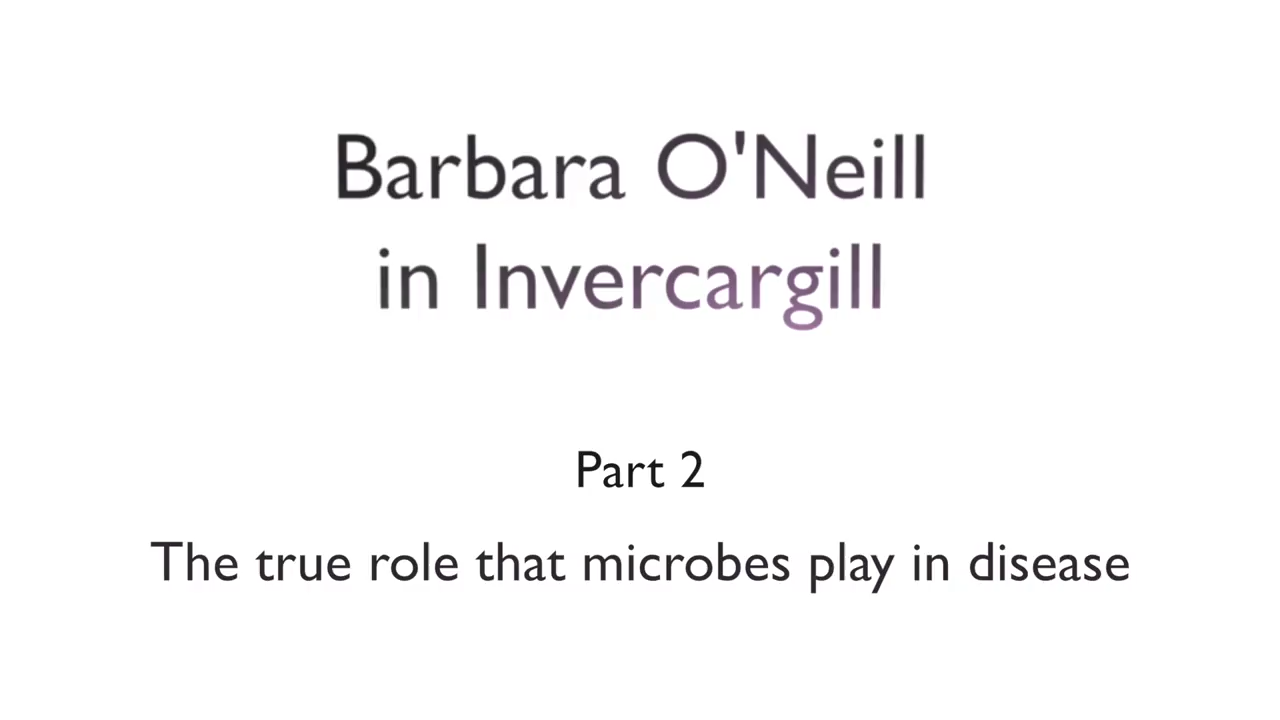 Barbara O'Neill
in Invercargill
Part 2
The true role that microbes play in disease